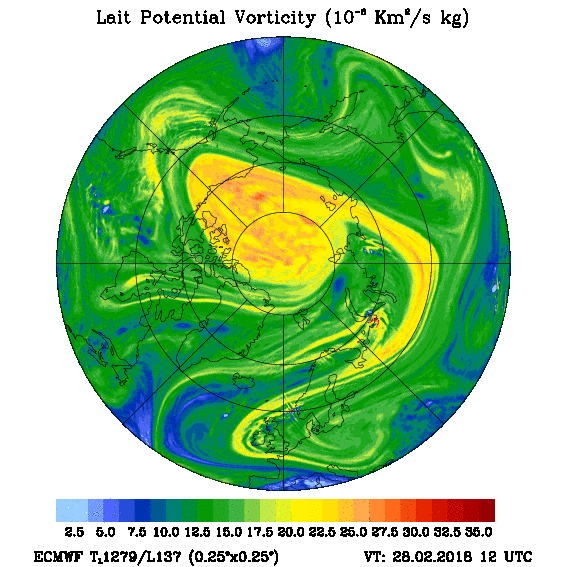 Lait Potential Vorticity (10⁻⁶ Km²/s kg)
2.5 5.0 7.5 10.0 12.5 15.0 17.5 20.0 22.5 25.0 27.5 30.0 32.5 35.0
ECMWF T_L1279/L137 (0.25°x0.25°) VT: 28.02.2018 12 UTC